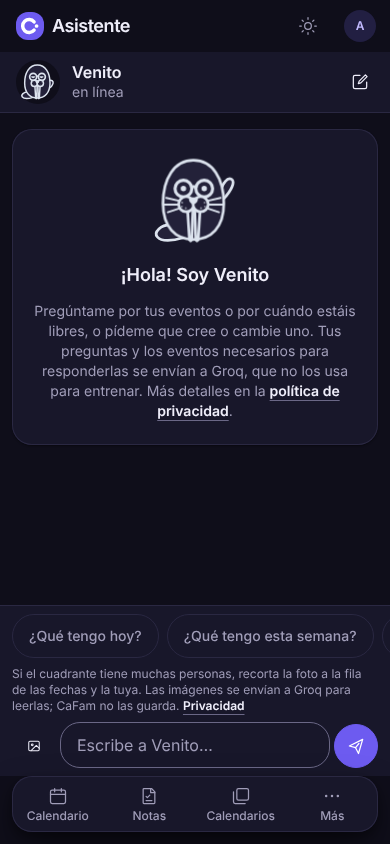 Asistente
A
Venito
en línea
¡Hola! Soy Venito
Pregúntame por tus eventos o por cuándo estáis
libres, o pídeme que cree o cambie uno. Tus
preguntas y los eventos necesarios para
responderlas se envían a Groq, que no los usa
para entrenar. Más detalles en la política de
privacidad.
¿Qué tengo hoy?
¿Qué tengo esta semana?
Si el cuadrante tiene muchas personas, recorta la foto a la fila
de las fechas y la tuya. Las imágenes se envían a Groq para
leerlas; CaFam no las guarda. Privacidad
Escribe a Venito...
Calendario
Notas
Calendarios
Más